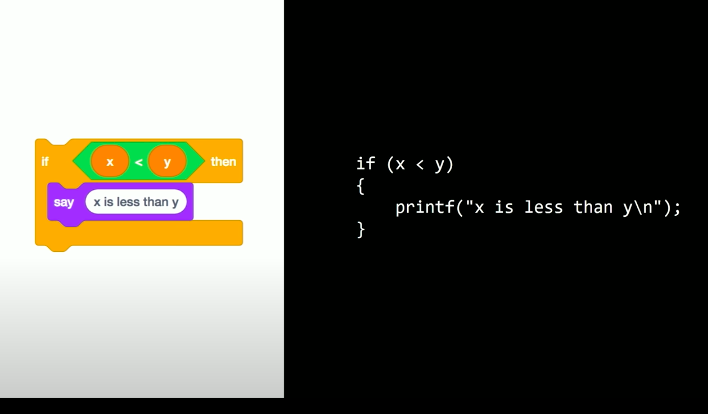 if x < y then
say x is less than y
if (x < y)
{
    printf("x is less than y\n");
}